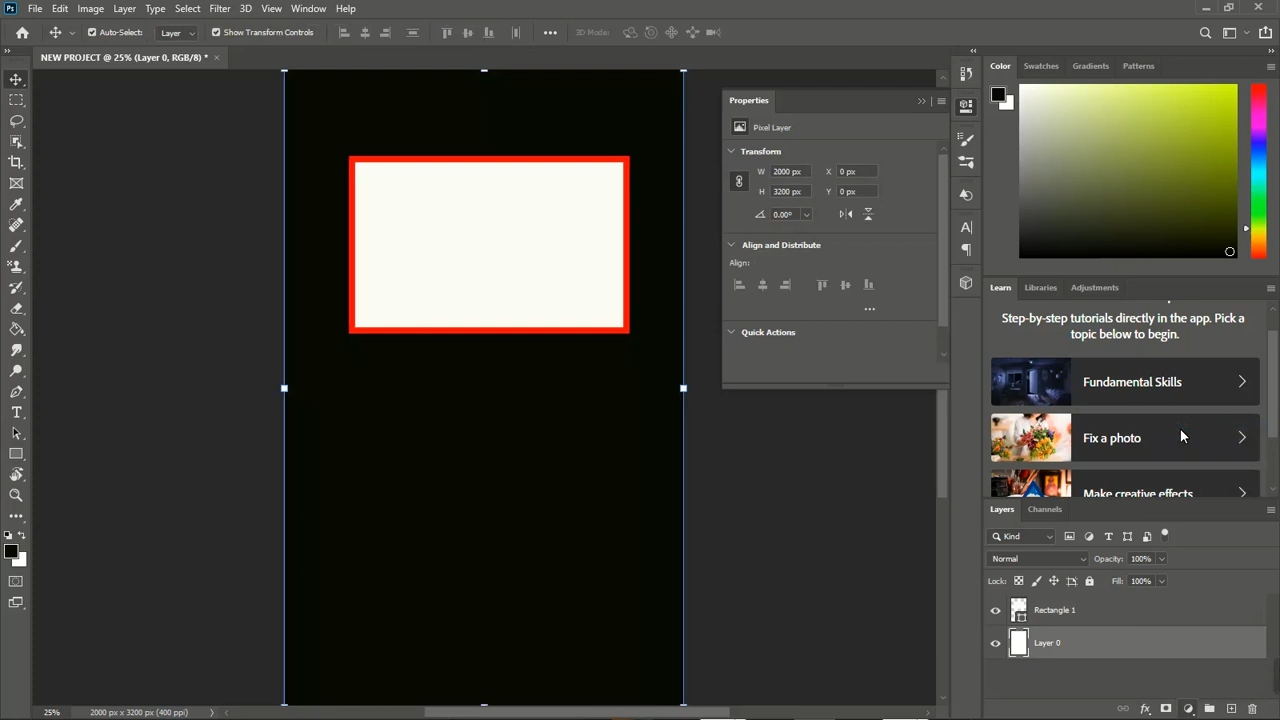 Ps File Edit Image Layer Type Select Filter 3D View Window Help
Auto-Select: Layer Show Transform Controls 3D Mode:
NEW PROJECT @ 25% (Layer 0, RGB/8) *
Color Swatches Gradients Patterns
Properties
Pixel Layer
Transform
W 2000 px X 0 px
H 3200 px Y 0 px
0.00°
Align and Distribute
Align:
Quick Actions
Learn Libraries Adjustments
Step-by-step tutorials directly in the app. Pick a
topic below to begin.
Fundamental Skills
Fix a photo
Make creative effects
Layers Channels
Kind
Normal Opacity: 100%
Lock: Fill: 100%
Rectangle 1
Layer 0
25% 2000 px x 3200 px (400 ppi)